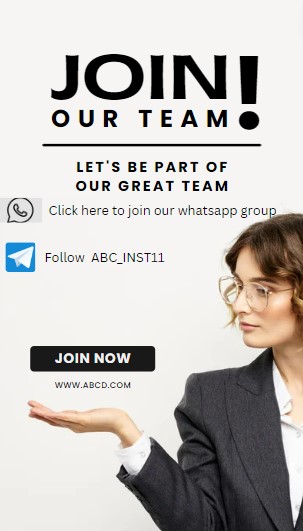 JOIN!
OUR TEAM
LET'S BE PART OF
OUR GREAT TEAM
Click here to join our whatsapp group
Follow ABC_INST11
JOIN NOW
WWW.ABCD.COM